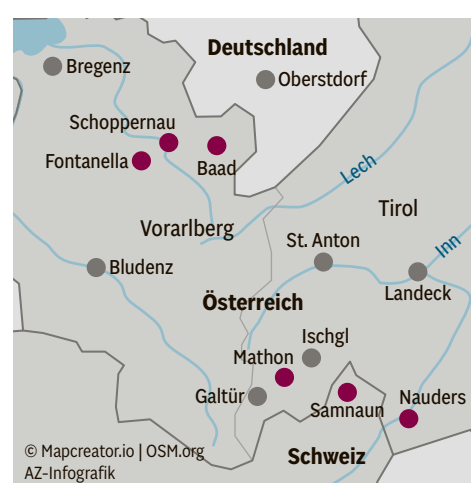 Deutschland
Bregenz
Oberstdorf
Schoppernau
Fontanella
Baad
Lech
Tirol
Vorarlberg
St. Anton
Inn
Bludenz
Landeck
Österreich
Ischgl
Mathon
Galtür
Samnaun
Nauders
Schweiz
© Mapcreator.io | OSM.org
AZ-Infografik